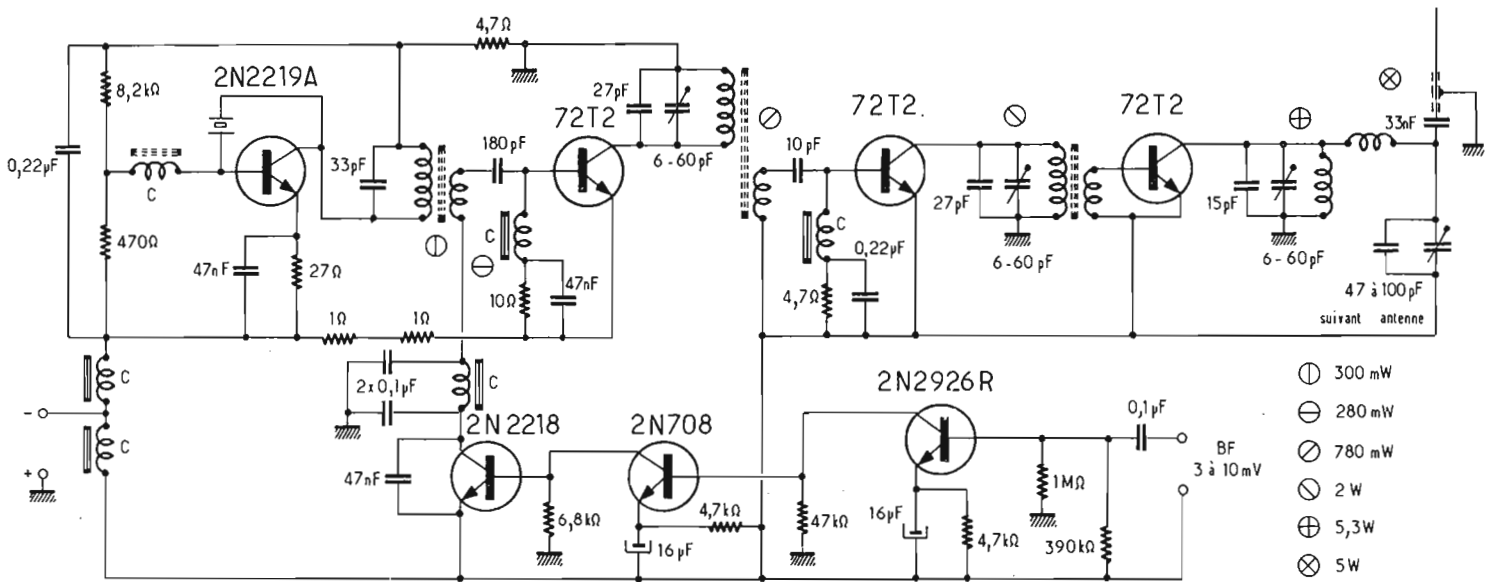 4,7Ω
2N2219A
8,2kΩ
0,22µF
C
470Ω
47nF
27Ω
33pF
180pF
72T2
27pF
6-60pF
C
10Ω
47nF
10pF
72T2.
C
0,22µF
4,7Ω
27pF
6-60pF
72T2
15pF
6-60pF
33nF
47 à 100pF
suivant antenne
1Ω
1Ω
C
-
C
+
2x0,1µF
C
2N2218
47nF
6,8kΩ
2N708
16µF
4,7kΩ
47kΩ
2N2926R
16µF
4,7kΩ
1MΩ
390kΩ
0,1µF
BF
3 à 10mV
300 mW
280 mW
780 mW
2 W
5,3W
5W